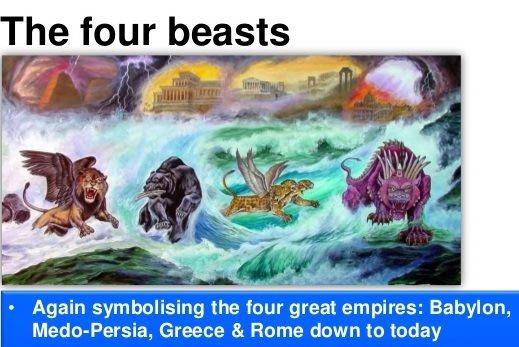 The four beasts
• Again symbolising the four great empires: Babylon,
Medo-Persia, Greece & Rome down to today